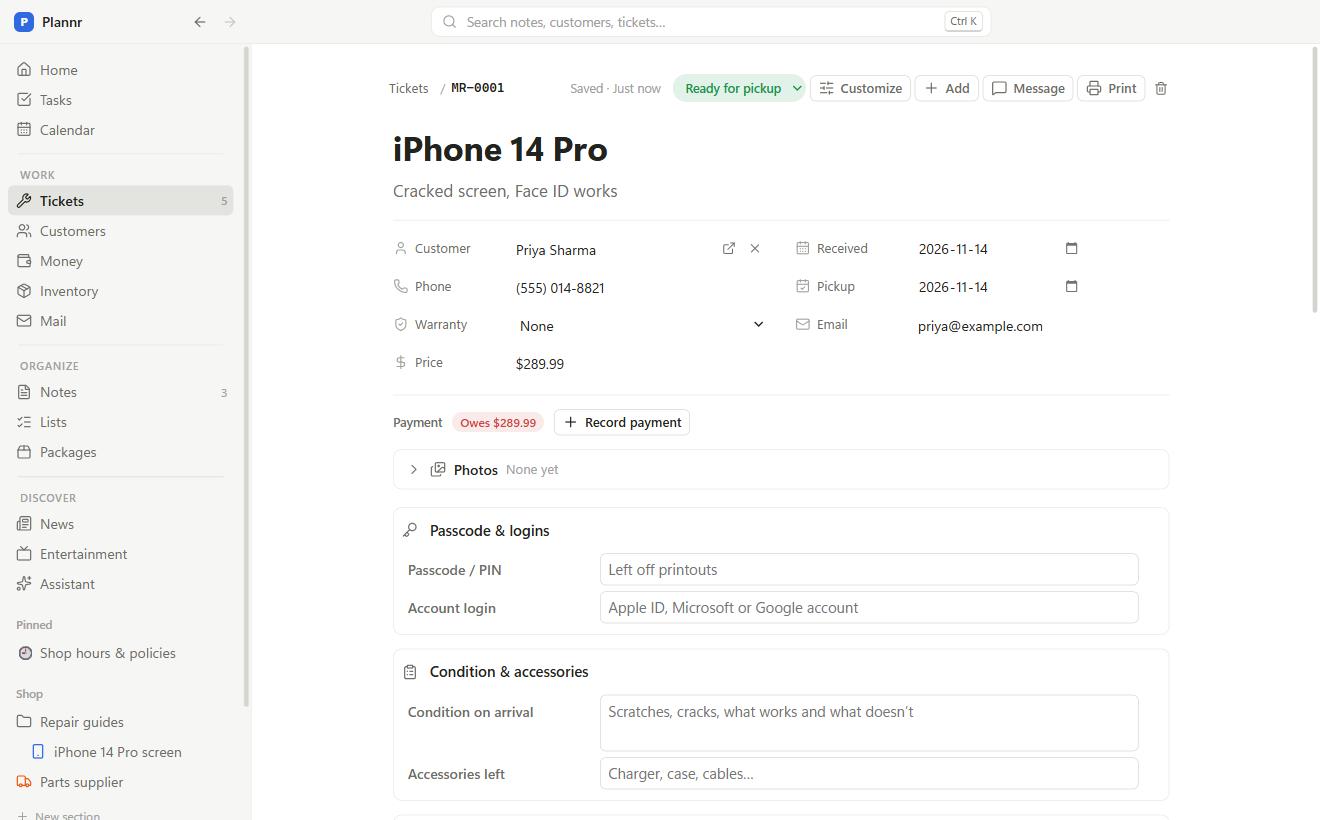 P Plannr
Search notes, customers, tickets...
Ctrl K
Home
Tasks
Calendar
WORK
Tickets 5
Customers
Money
Inventory
Mail
ORGANIZE
Notes 3
Lists
Packages
DISCOVER
News
Entertainment
Assistant
Pinned
Shop hours & policies
Shop
Repair guides
iPhone 14 Pro screen
Parts supplier
New section
Tickets / MR-0001
Saved · Just now
Ready for pickup
Customize
Add
Message
Print
iPhone 14 Pro
Cracked screen, Face ID works
Customer Priya Sharma
Received 2026-11-14
Phone (555) 014-8821
Pickup 2026-11-14
Warranty None
Email priya@example.com
Price $289.99
Payment Owes $289.99 Record payment
Photos None yet
Passcode & logins
Passcode / PIN Left off printouts
Account login Apple ID, Microsoft or Google account
Condition & accessories
Condition on arrival Scratches, cracks, what works and what doesn't
Accessories left Charger, case, cables...